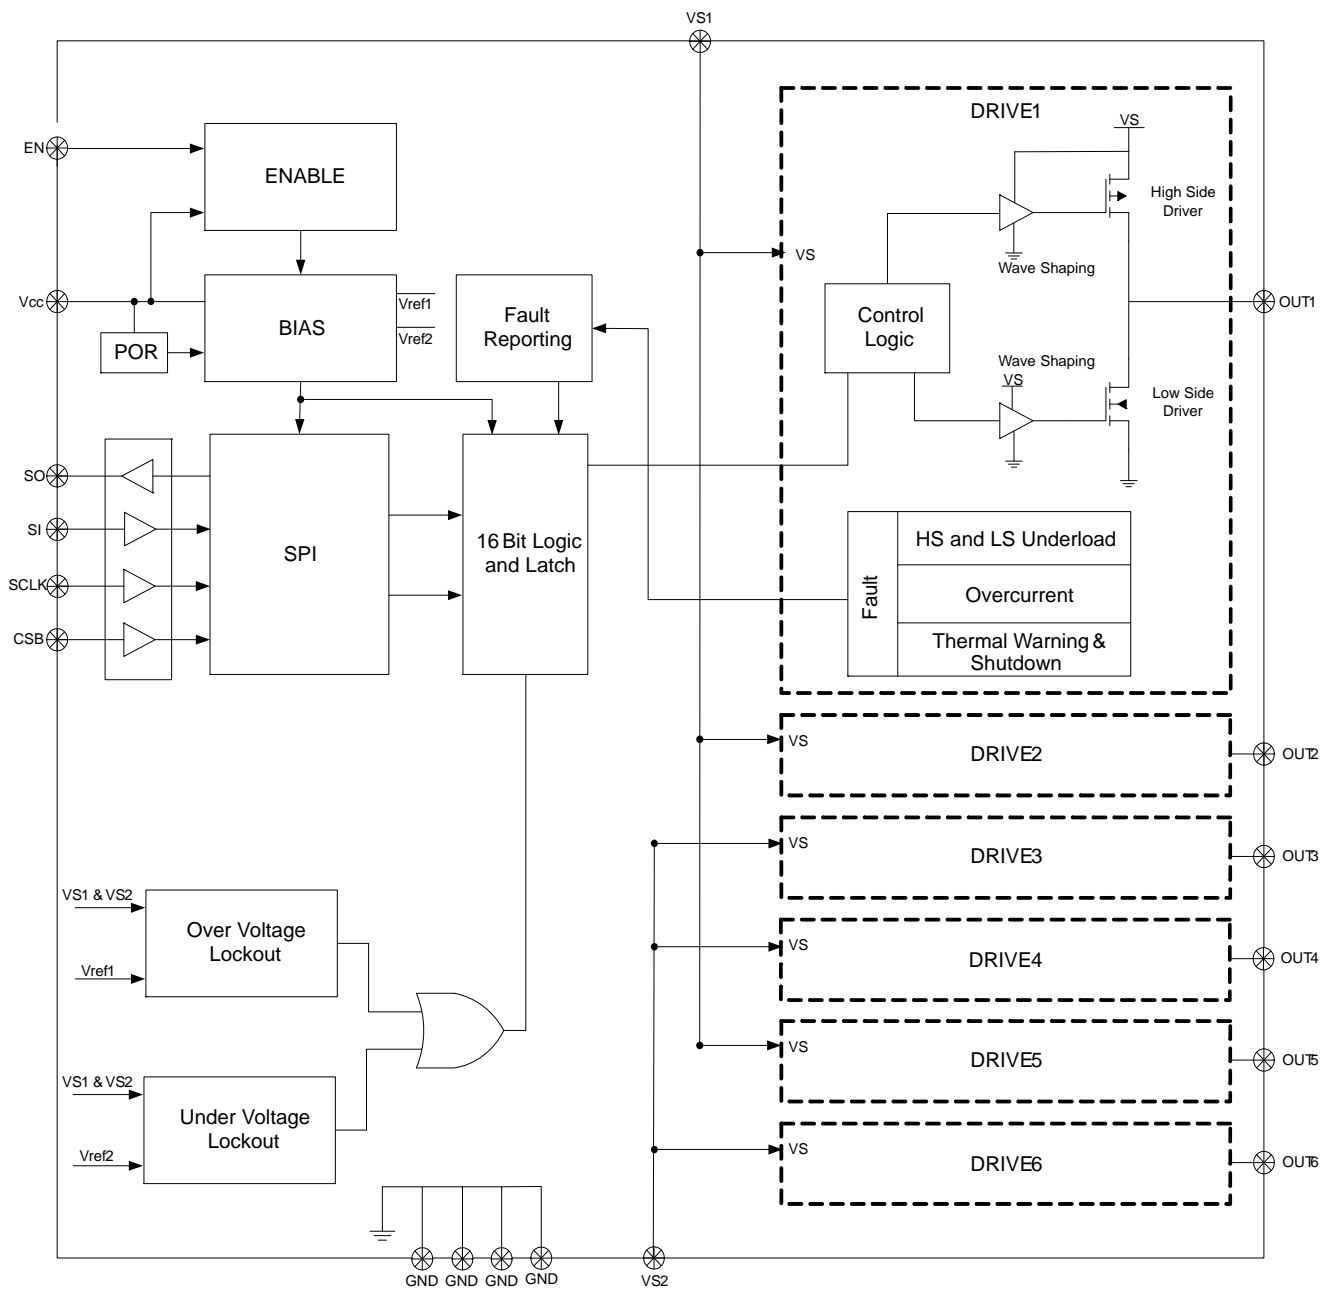 VS1
DRIVE1
VS
EN
ENABLE
High Side
Driver
VS
Wave Shaping
Vcc
Vref1
OUT1
BIAS
Fault
Reporting
Control
Logic
Vref2
POR
Wave Shaping
VS
Low Side
Driver
SO
SI
SPI
16 Bit Logic
and Latch
HS and LS Underload
SCLK
Fault
Overcurrent
CSB
Thermal Warning &
Shutdown
VS
DRIVE2
OUT2
VS
DRIVE3
OUT3
VS1 & VS2
Over Voltage
Lockout
Vref1
VS
DRIVE4
OUT4
VS
DRIVE5
OUT5
VS1 & VS2
Under Voltage
Lockout
Vref2
VS
DRIVE6
OUT6
GND
GND
GND
GND
VS2